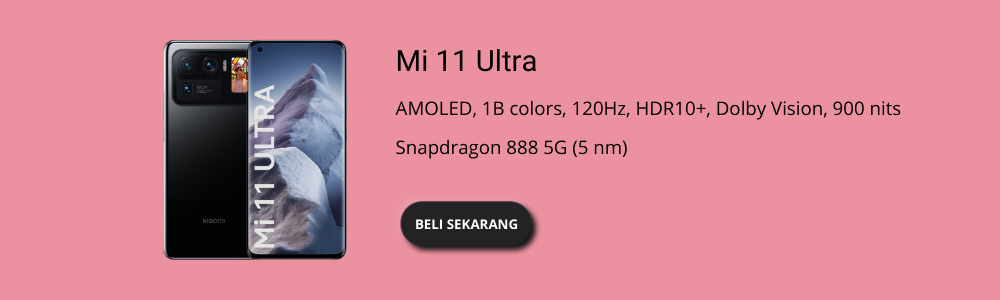 Mi 11 Ultra
AMOLED, 1B colors, 120Hz, HDR10+, Dolby Vision, 900 nits
Snapdragon 888 5G (5 nm)
BELI SEKARANG
Mi 11 ULTRA
xiaomi